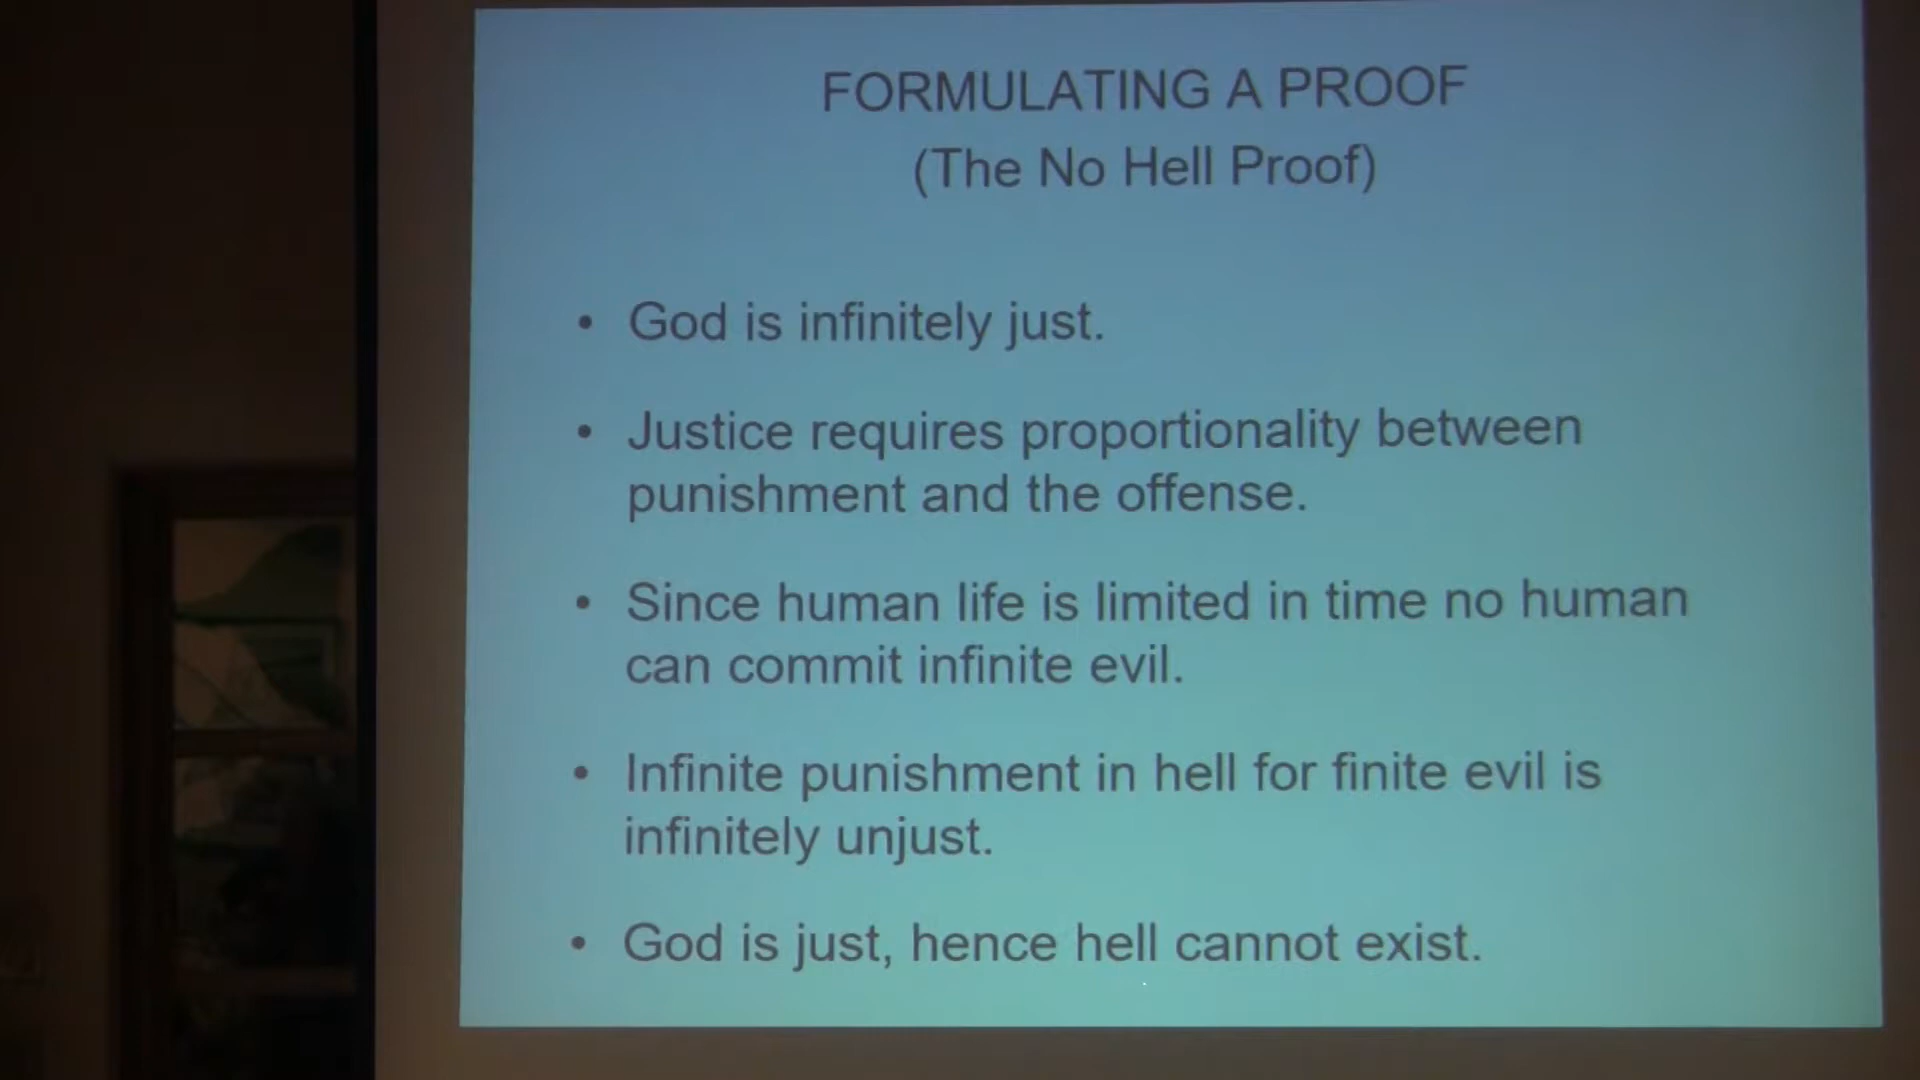 FORMULATING A PROOF
(The No Hell Proof)
• God is infinitely just.
• Justice requires proportionality between
punishment and the offense.
• Since human life is limited in time no human
can commit infinite evil.
• Infinite punishment in hell for finite evil is
infinitely unjust.
• God is just, hence hell cannot exist.